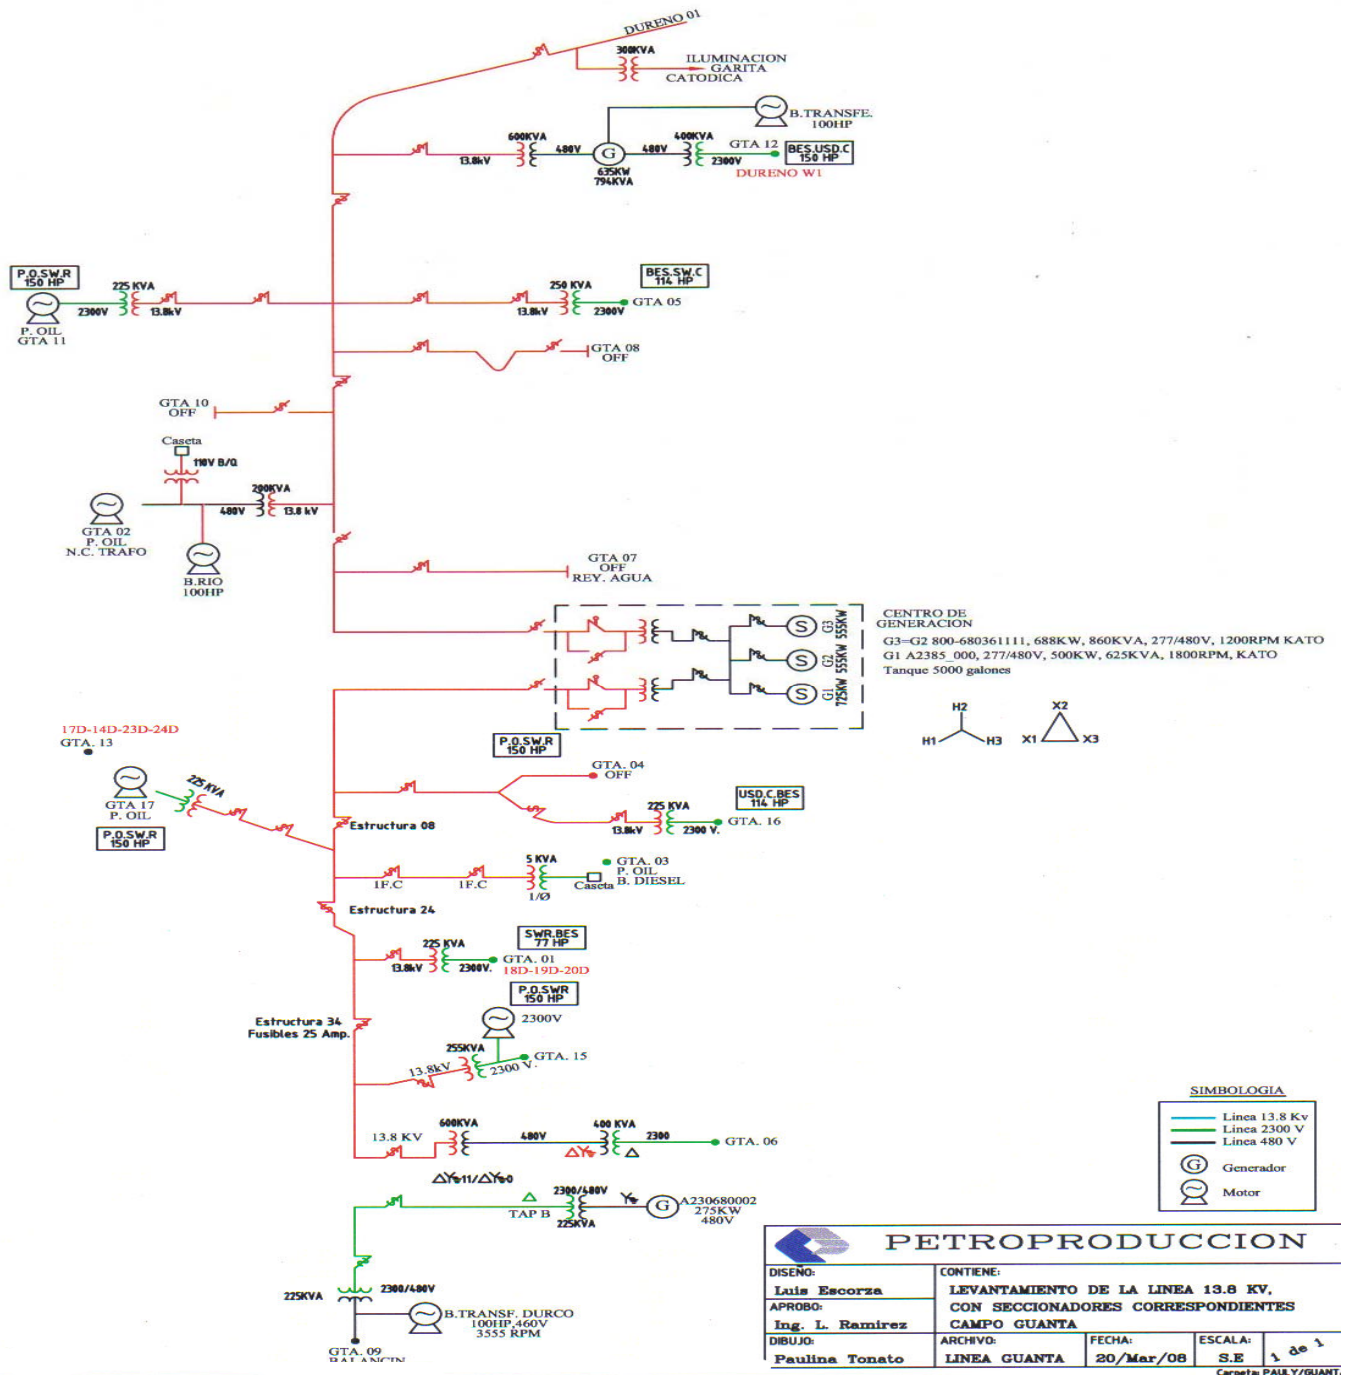 DURENO 01
300KVA
ILUMINACION
GARITA
CATODICA
B.TRANSFE.
100HP
600KVA
480V
480V
400KVA
GTA 12
BES.USD.C
150 HP
13.8kV
635KW
794KVA
2300V
DURENO W1
P.O.SW.R
150 HP
225 KVA
2300V
13.8kV
P. OIL
GTA 11
BES.SW.C
114 HP
250 KVA
GTA 05
13.8kV
2300V
GTA 08
OFF
GTA 10
OFF
Caseta
110V B/Q
200KVA
480V
13.8 kV
GTA 02
P. OIL
N.C. TRAFO
B.RIO
100HP
GTA 07
OFF
REY. AGUA
G3 555KW
G2 555KW
G1 725KW
CENTRO DE
GENERACION
G3=G2 800-680361111, 688KW, 860KVA, 277/480V, 1200RPM KATO
G1 A2385_000, 277/480V, 500KW, 625KVA, 1800RPM, KATO
Tanque 5000 galones
H2
H1
H3
X2
X1
X3
17D-14D-23D-24D
GTA. 13
225 KVA
GTA 17
P. OIL
P.O.SW.R
150 HP
P.O.SW.R
150 HP
GTA. 04
OFF
USD.C.BES
114 HP
225 KVA
GTA. 16
13.8kV
2300 V.
Estructura 08
5 KVA
GTA. 03
P. OIL
B. DIESEL
1F.C
1F.C
Caseta
1/Ø
Estructura 24
SWR.BES
77 HP
225 KVA
GTA. 01
13.8kV
2300V.
18D-19D-20D
P.O.SWR
150 HP
2300V
Estructura 34
Fusibles 25 Amp.
255KVA
GTA. 15
13.8kV
2300 V.
600KVA
400 KVA
13.8 KV
480V
2300
GTA. 06
2300/480V
TAP B
225KVA
G
A230680002
275KW
480V
225KVA
2300/480V
B.TRANSF. DURCO
100HP,460V
3555 RPM
GTA. 09
BALANCIN
SIMBOLOGIA
Linea 13.8 Kv
Linea 2300 V
Linea 480 V
G Generador
Motor
PETROPRODUCCION
DISEÑO:
Luis Escorza
CONTIENE:
LEVANTAMIENTO DE LA LINEA 13.8 KV,
CON SECCIONADORES CORRESPONDIENTES
CAMPO GUANTA
APROBO:
Ing. L. Ramirez
DIBUJO:
Paulina Tonato
ARCHIVO:
LINEA GUANTA
FECHA:
20/Mar/08
ESCALA:
S.E
1 de 1
Carpeta: PAULY/GUANTA